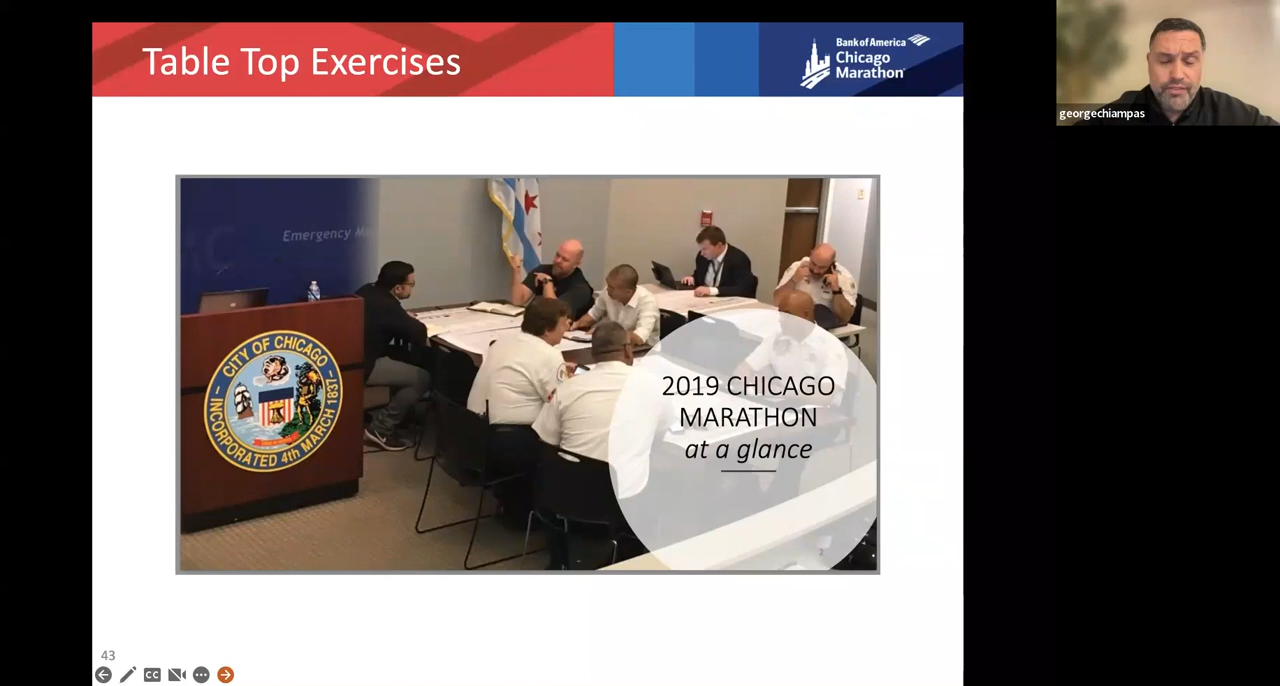 Table Top Exercises
Bank of America
Chicago
Marathon
georgechiampas
Emergency M
CITY OF CHICAGO
INCORPORATED 4th MARCH 1837
2019 CHICAGO
MARATHON
at a glance
43
CC